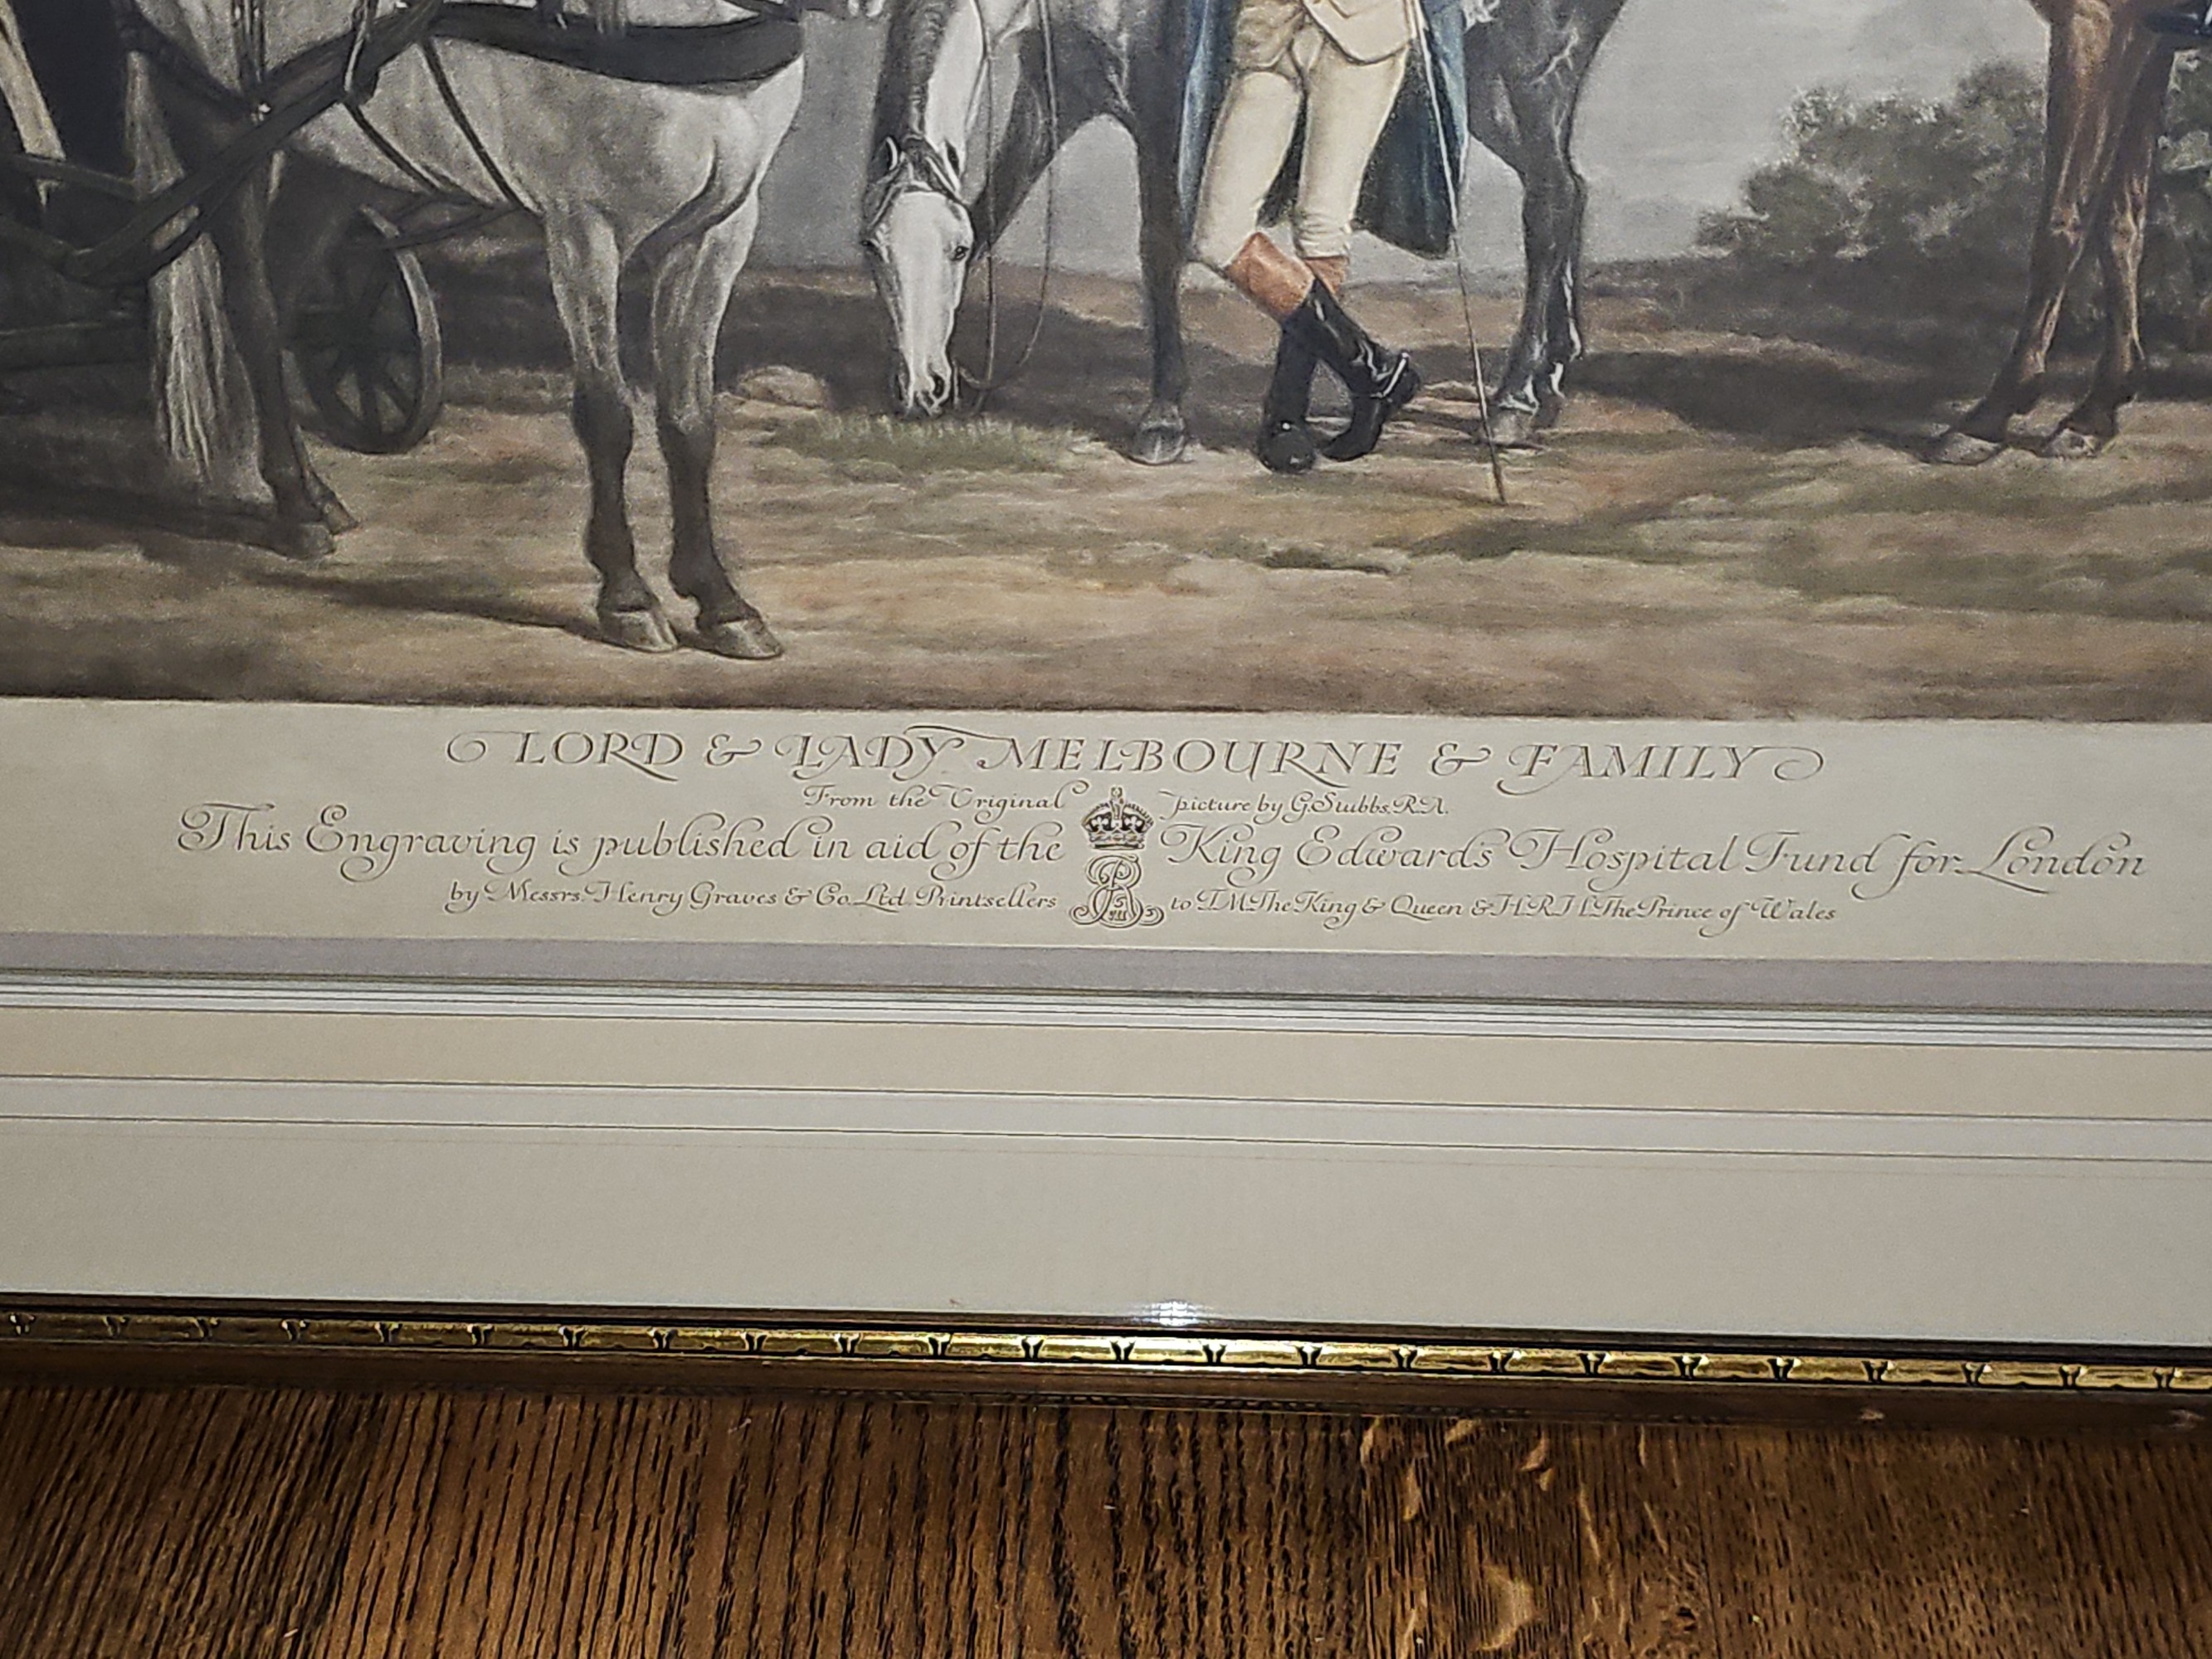 LORD & LADY MELBOURNE & FAMILY
From the Original picture by G. Stubbs, R.A.
This Engraving is published in aid of the King Edward's Hospital Fund for London
by Messrs. Henry Graves & Co. Ltd. Printsellers to T.M. The King & Queen & H.R.H. The Prince of Wales